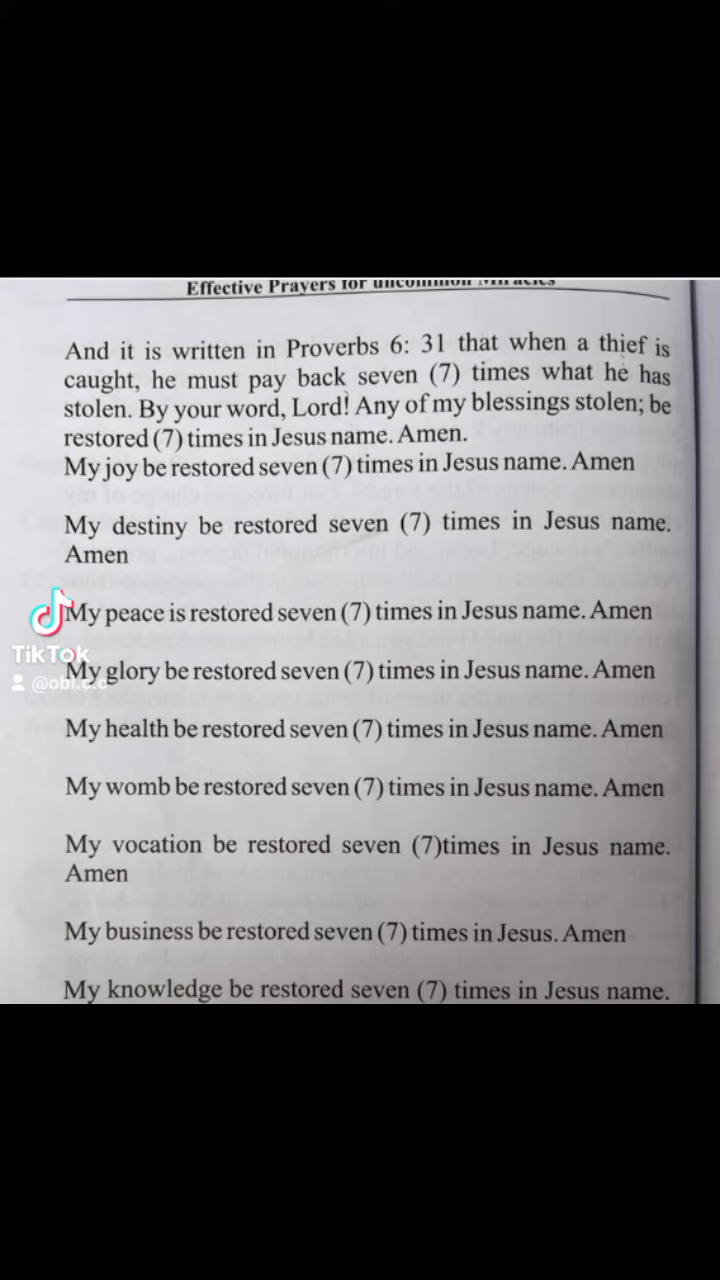 Effective Prayers for uncommon Miracles
And it is written in Proverbs 6: 31 that when a thief is
caught, he must pay back seven (7) times what he has
stolen. By your word, Lord! Any of my blessings stolen; be
restored (7) times in Jesus name. Amen.
My joy be restored seven (7) times in Jesus name. Amen
My destiny be restored seven (7) times in Jesus name.
Amen
My peace is restored seven (7) times in Jesus name. Amen
TikTok
My glory be restored seven (7) times in Jesus name. Amen
My health be restored seven (7) times in Jesus name. Amen
My womb be restored seven (7) times in Jesus name. Amen
My vocation be restored seven (7)times in Jesus name.
Amen
My business be restored seven (7) times in Jesus. Amen
My knowledge be restored seven (7) times in Jesus name.